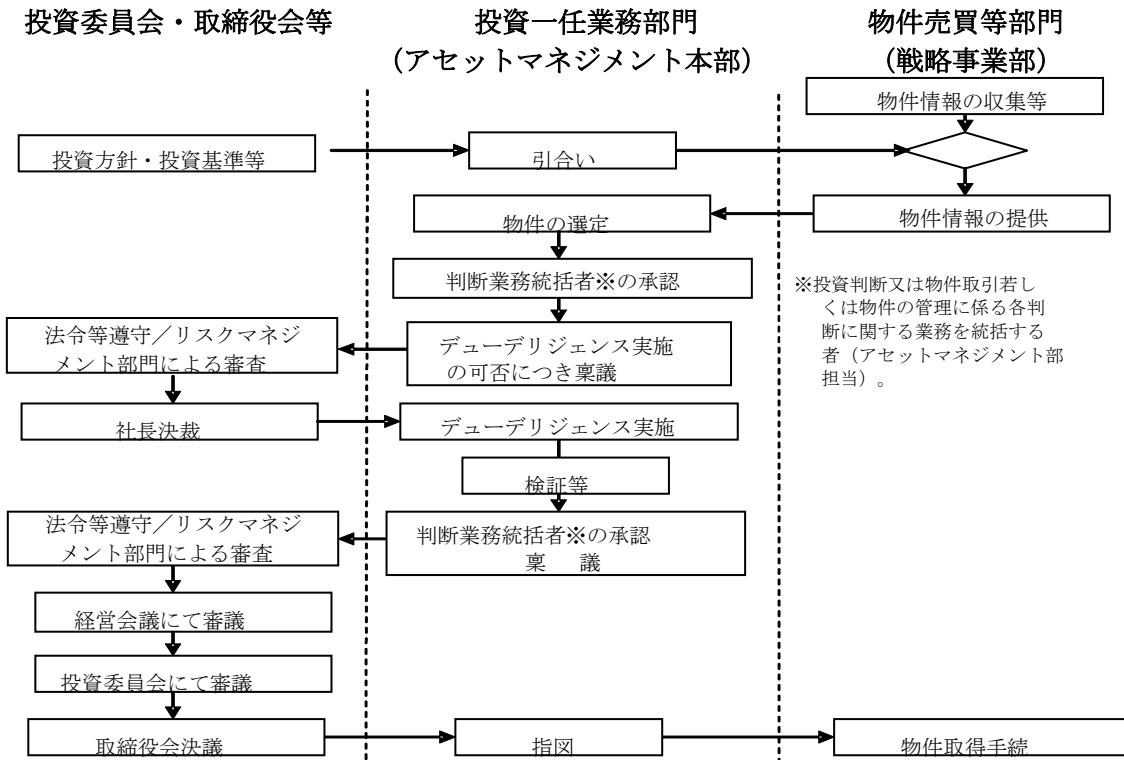 投資委員会・取締役会等
投資一任業務部門
（アセットマネジメント本部）
物件売買等部門
（戦略事業部）
物件情報の収集等
投資方針・投資基準等
引合い
物件の選定
物件情報の提供
判断業務統括者※の承認
※投資判断又は物件取引若し
くは物件の管理に係る各判
断に関する業務を統括する
者（アセットマネジメント部
担当）。
法令等遵守／リスクマネジ
メント部門による審査
デューデリジェンス実施
の可否につき稟議
社長決裁
デューデリジェンス実施
検証等
法令等遵守／リスクマネジ
メント部門による審査
判断業務統括者※の承認
稟　議
経営会議にて審議
投資委員会にて審議
取締役会決議
指図
物件取得手続